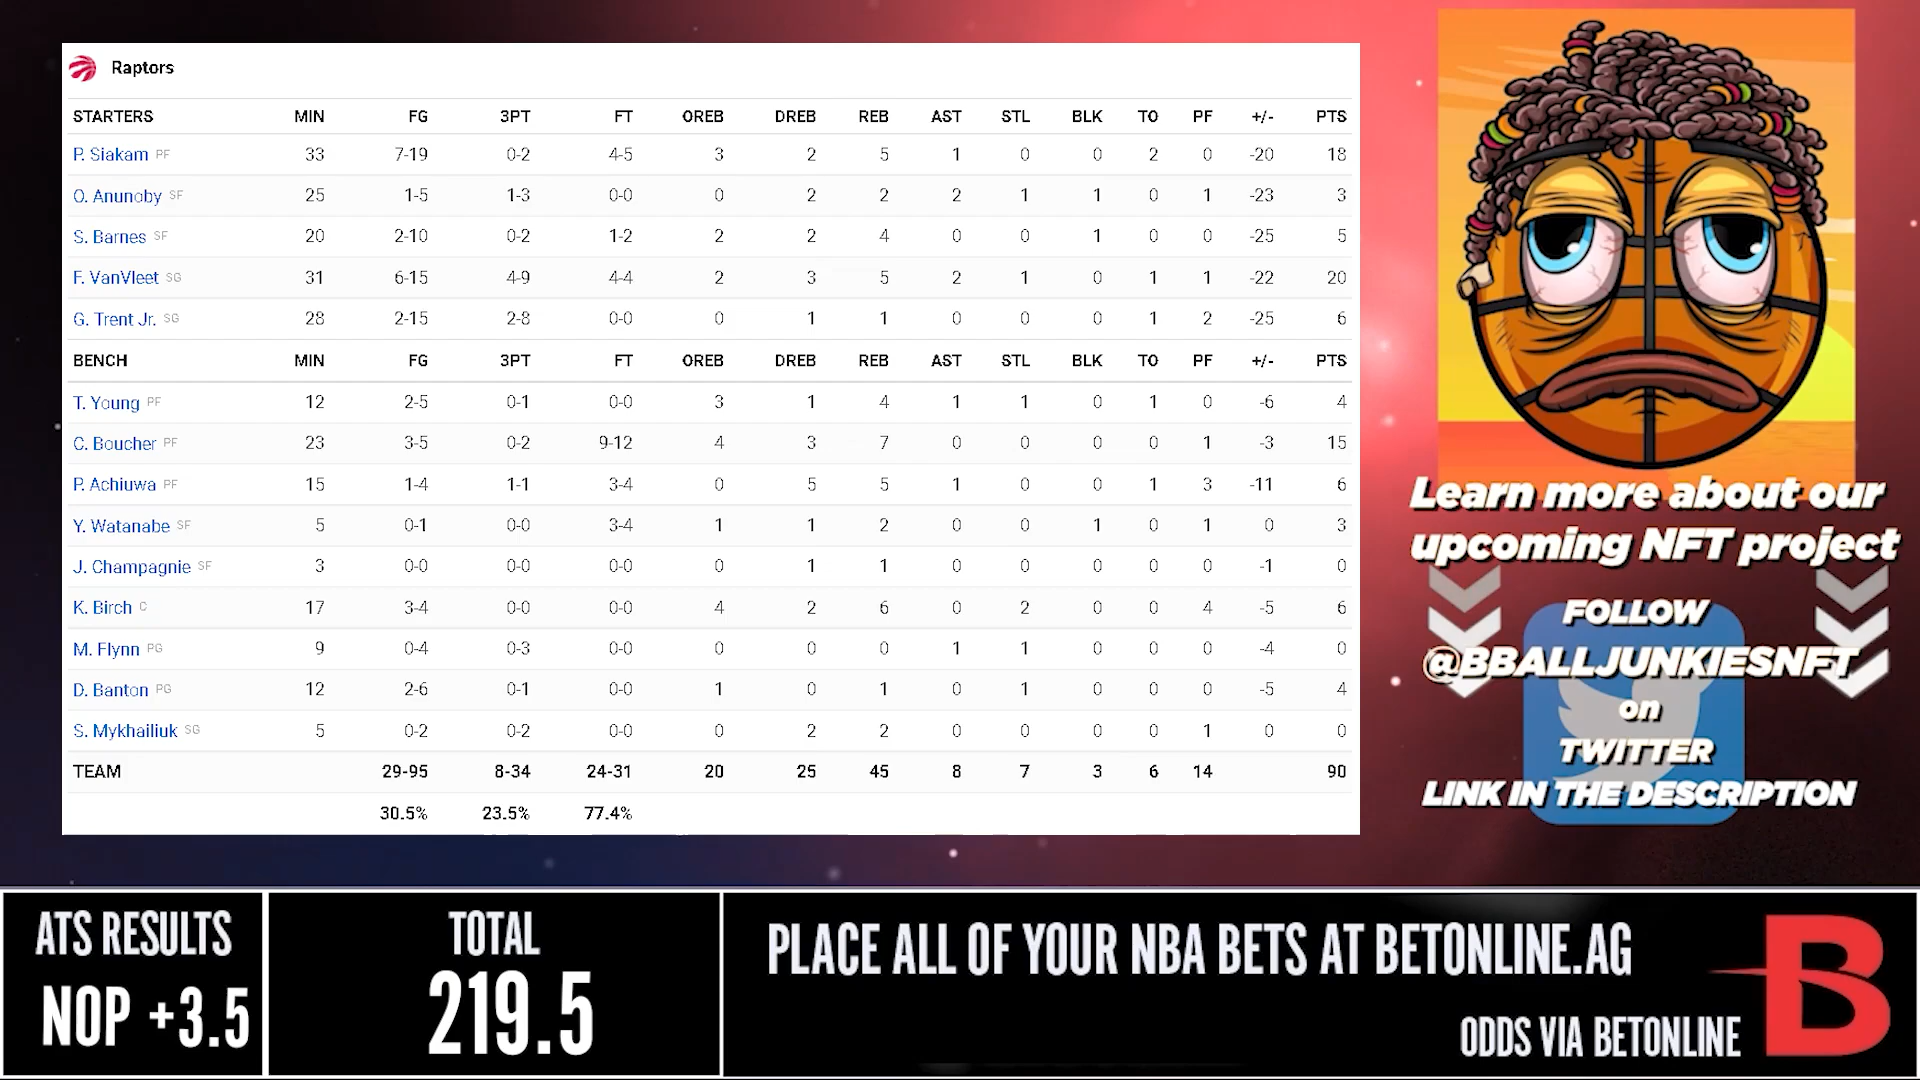 Raptors
STARTERS MIN FG 3PT FT OREB DREB REB AST STL BLK TO PF +/- PTS
P. Siakam PF 33 7-19 0-2 4-5 3 2 5 1 0 0 2 0 -20 18
O. Anunoby SF 25 1-5 1-3 0-0 0 2 2 2 1 1 0 1 -23 3
S. Barnes SF 20 2-10 0-2 1-2 2 2 4 0 0 1 0 0 -25 5
F. VanVleet SG 31 6-15 4-9 4-4 2 3 5 2 1 0 1 1 -22 20
G. Trent Jr. SG 28 2-15 2-8 0-0 0 1 1 0 0 0 1 2 -25 6
BENCH MIN FG 3PT FT OREB DREB REB AST STL BLK TO PF +/- PTS
T. Young PF 12 2-5 0-1 0-0 3 1 4 1 1 0 1 0 -6 4
C. Boucher PF 23 3-5 0-2 9-12 4 3 7 0 0 0 0 1 -3 15
P. Achiuwa PF 15 1-4 1-1 3-4 0 5 5 1 0 0 1 3 -11 6
Y. Watanabe SF 5 0-1 0-0 3-4 1 1 2 0 0 1 0 1 0 3
J. Champagnie SF 3 0-0 0-0 0-0 0 1 1 0 0 0 0 0 -1 0
K. Birch C 17 3-4 0-0 0-0 4 2 6 0 2 0 0 4 -5 6
M. Flynn PG 9 0-4 0-3 0-0 0 0 0 1 1 0 0 0 -4 0
D. Banton PG 12 2-6 0-1 0-0 1 0 1 0 1 0 0 0 -5 4
S. Mykhailiuk SG 5 0-2 0-2 0-0 0 2 2 0 0 0 0 1 0 0
TEAM 29-95 8-34 24-31 20 25 45 8 7 3 6 14 90
30.5% 23.5% 77.4%
Learn more about our
upcoming NFT project
FOLLOW
@BBALLJUNKIESNFT
on
TWITTER
LINK IN THE DESCRIPTION
ATS RESULTS
NOP +3.5
TOTAL
219.5
PLACE ALL OF YOUR NBA BETS AT BETONLINE.AG
ODDS VIA BETONLINE
B